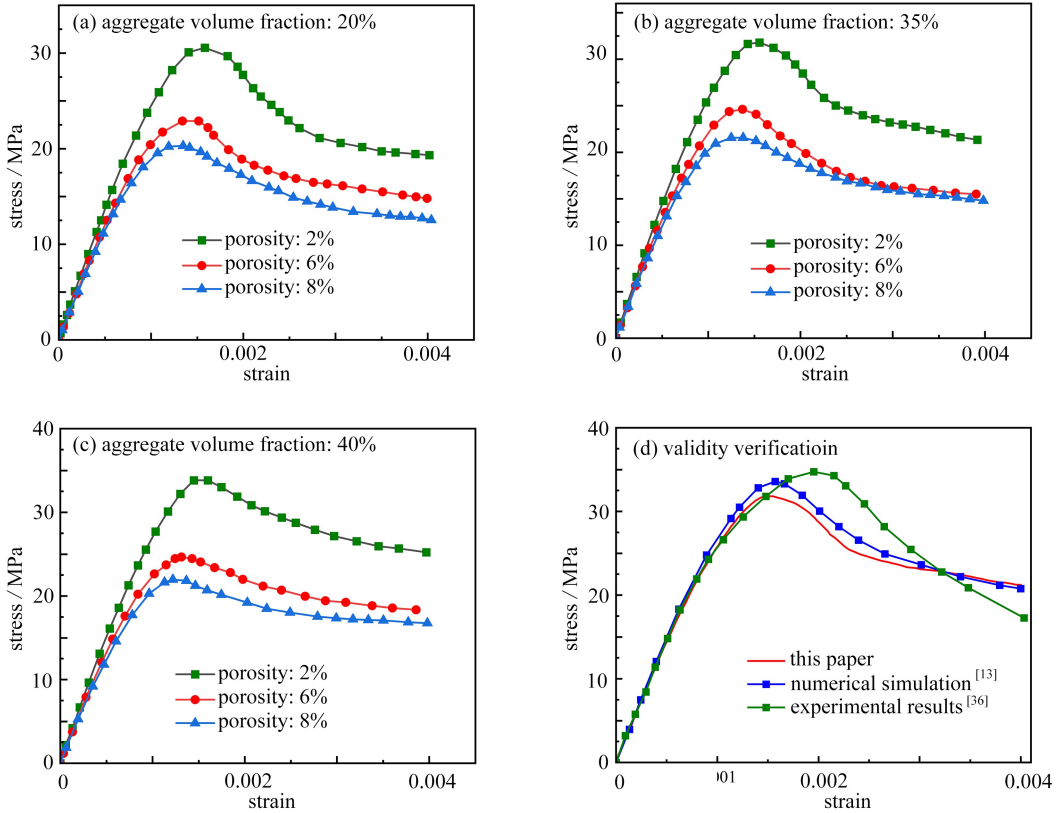 (a) aggregate volume fraction: 20%
30
20
10
0
stress / MPa
porosity: 2%
porosity: 6%
porosity: 8%
0
0.002
0.004
strain
(b) aggregate volume fraction: 35%
30
20
10
0
stress / MPa
porosity: 2%
porosity: 6%
porosity: 8%
0
0.002
0.004
strain
(c) aggregate volume fraction: 40%
40
30
20
10
0
stress / MPa
porosity: 2%
porosity: 6%
porosity: 8%
0
0.002
0.004
strain
(d) validity verificatioin
40
30
20
10
0
stress / MPa
this paper
numerical simulation [13]
experimental results [36]
0
001
0.002
0.004
strain